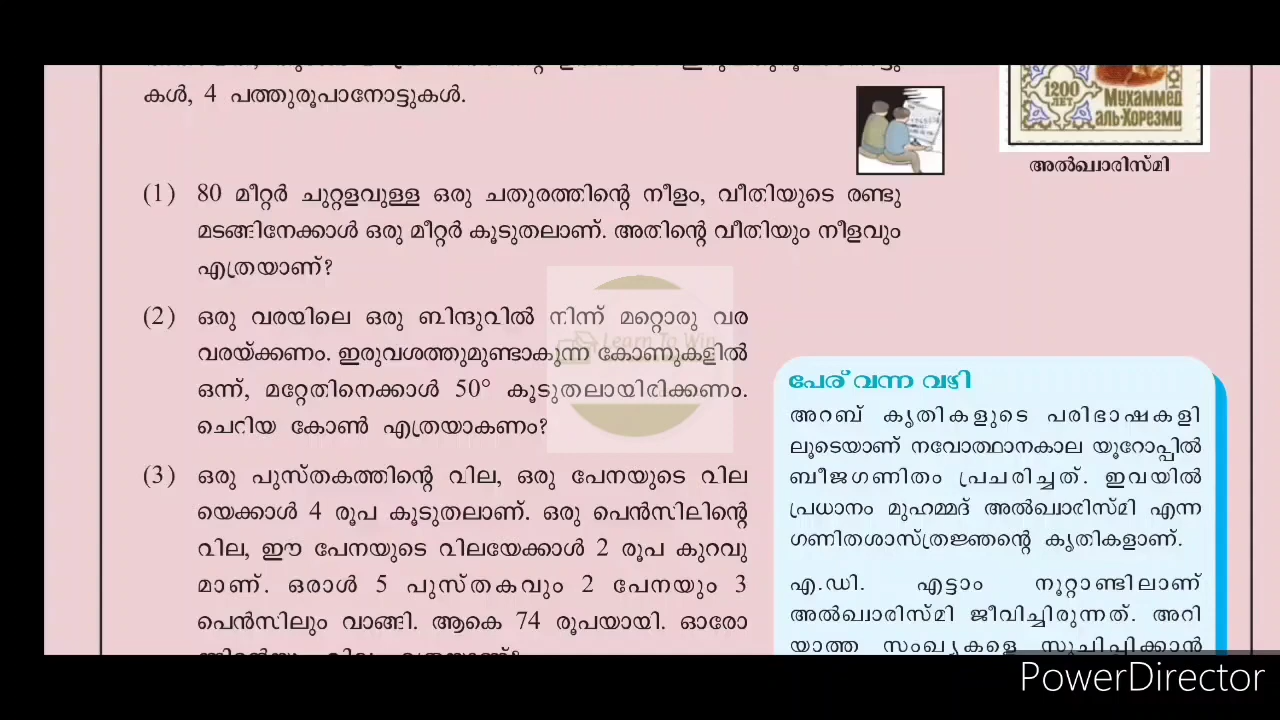 കൾ, 4 പത്തുരൂപാനോട്ടുകൾ.
1200
ЛЕТ
Мухаммед
аль-Хорезми
അൽഖ്വാരിസ്മി
(1) 80 മീറ്റർ ചുറ്റളവുള്ള ഒരു ചതുരത്തിന്റെ നീളം, വീതിയുടെ രണ്ടു
മടങ്ങിനേക്കാൾ ഒരു മീറ്റർ കൂടുതലാണ്. അതിന്റെ വീതിയും നീളവും
എത്രയാണ്?
(2) ഒരു വരയിലെ ഒരു ബിന്ദുവിൽ നിന്ന് മറ്റൊരു വര
വരയ്ക്കണം. ഇരുവശത്തുമുണ്ടാകുന്ന കോണുകളിൽ
ഒന്ന്, മറ്റേതിനെക്കാൾ 50° കൂടുതലായിരിക്കണം.
ചെറിയ കോൺ എത്രയാകണം?
Learn To Win
(3) ഒരു പുസ്തകത്തിന്റെ വില, ഒരു പേനയുടെ വില
യെക്കാൾ 4 രൂപ കൂടുതലാണ്. ഒരു പെൻസിലിന്റെ
വില, ഈ പേനയുടെ വിലയേക്കാൾ 2 രൂപ കുറവു
മാണ്. ഒരാൾ 5 പുസ്തകവും 2 പേനയും 3
പെൻസിലും വാങ്ങി. ആകെ 74 രൂപയായി. ഓരോ
പേര് വന്ന വഴി
അറബ് കൃതികളുടെ പരിഭാഷകളി
ലൂടെയാണ് നവോത്ഥാനകാല യൂറോപ്പിൽ
ബീജഗണിതം പ്രചരിച്ചത്. ഇവയിൽ
പ്രധാനം മുഹമ്മദ് അൽഖ്വാരിസ്മി എന്ന
ഗണിതശാസ്ത്രജ്ഞന്റെ കൃതികളാണ്.
എ.ഡി. എട്ടാം നൂറ്റാണ്ടിലാണ്
അൽഖ്വാരിസ്മി ജീവിച്ചിരുന്നത്. അറി
യാത്ത സംഖ്യകളെ സൂചിപ്പിക്കാൻ
PowerDirector